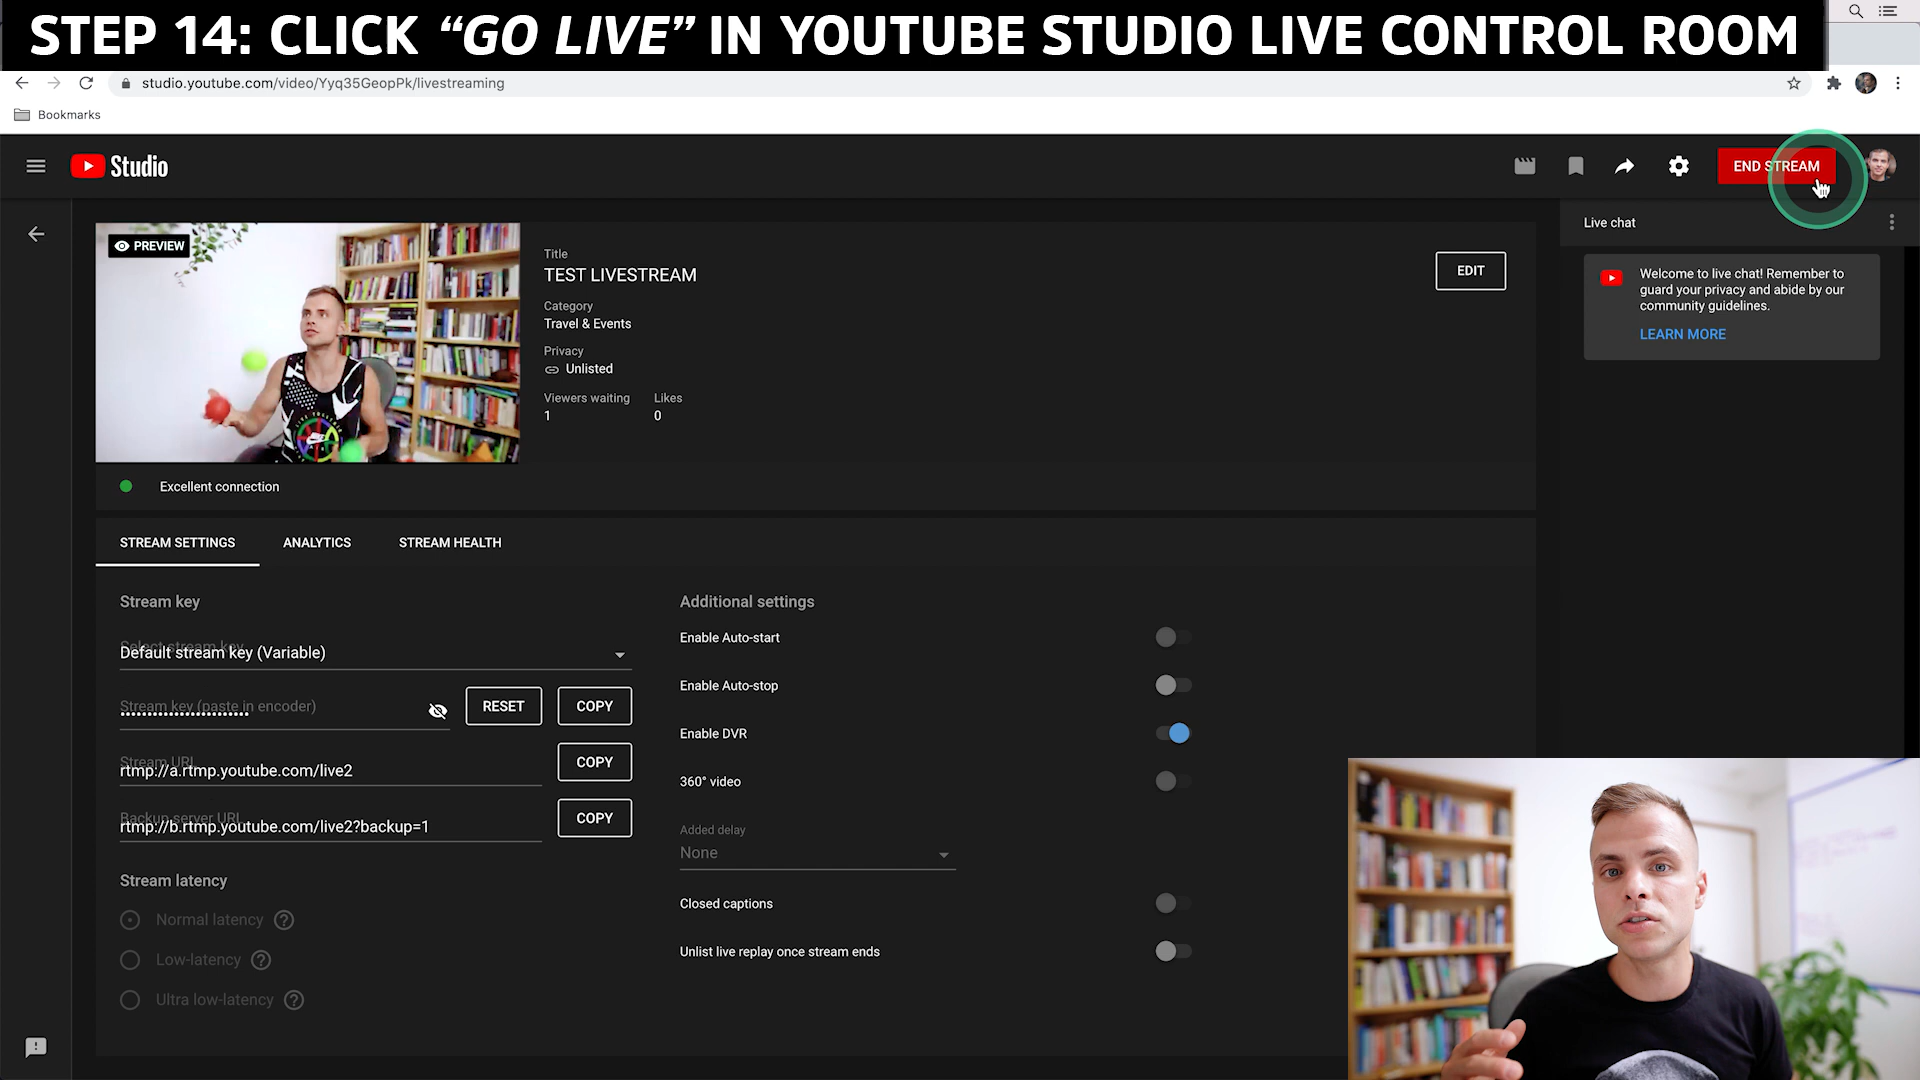 STEP 14: CLICK “GO LIVE” IN YOUTUBE STUDIO LIVE CONTROL ROOM
studio.youtube.com/video/Yyq35GeopPk/livestreaming
Bookmarks
Studio
END STREAM
PREVIEW
Title
TEST LIVESTREAM
Category
Travel & Events
Privacy
Unlisted
Viewers waiting
Likes
1
0
EDIT
Live chat
Welcome to live chat! Remember to
guard your privacy and abide by our
community guidelines.
LEARN MORE
Excellent connection
STREAM SETTINGS
ANALYTICS
STREAM HEALTH
Stream key
Select stream key
Default stream key (Variable)
Stream key (paste in encoder)
RESET
COPY
Stream URL
rtmp://a.rtmp.youtube.com/live2
COPY
Backup server URL
rtmp://b.rtmp.youtube.com/live2?backup=1
COPY
Stream latency
Normal latency
Low-latency
Ultra low-latency
Additional settings
Enable Auto-start
Enable Auto-stop
Enable DVR
360° video
Added delay
None
Closed captions
Unlist live replay once stream ends